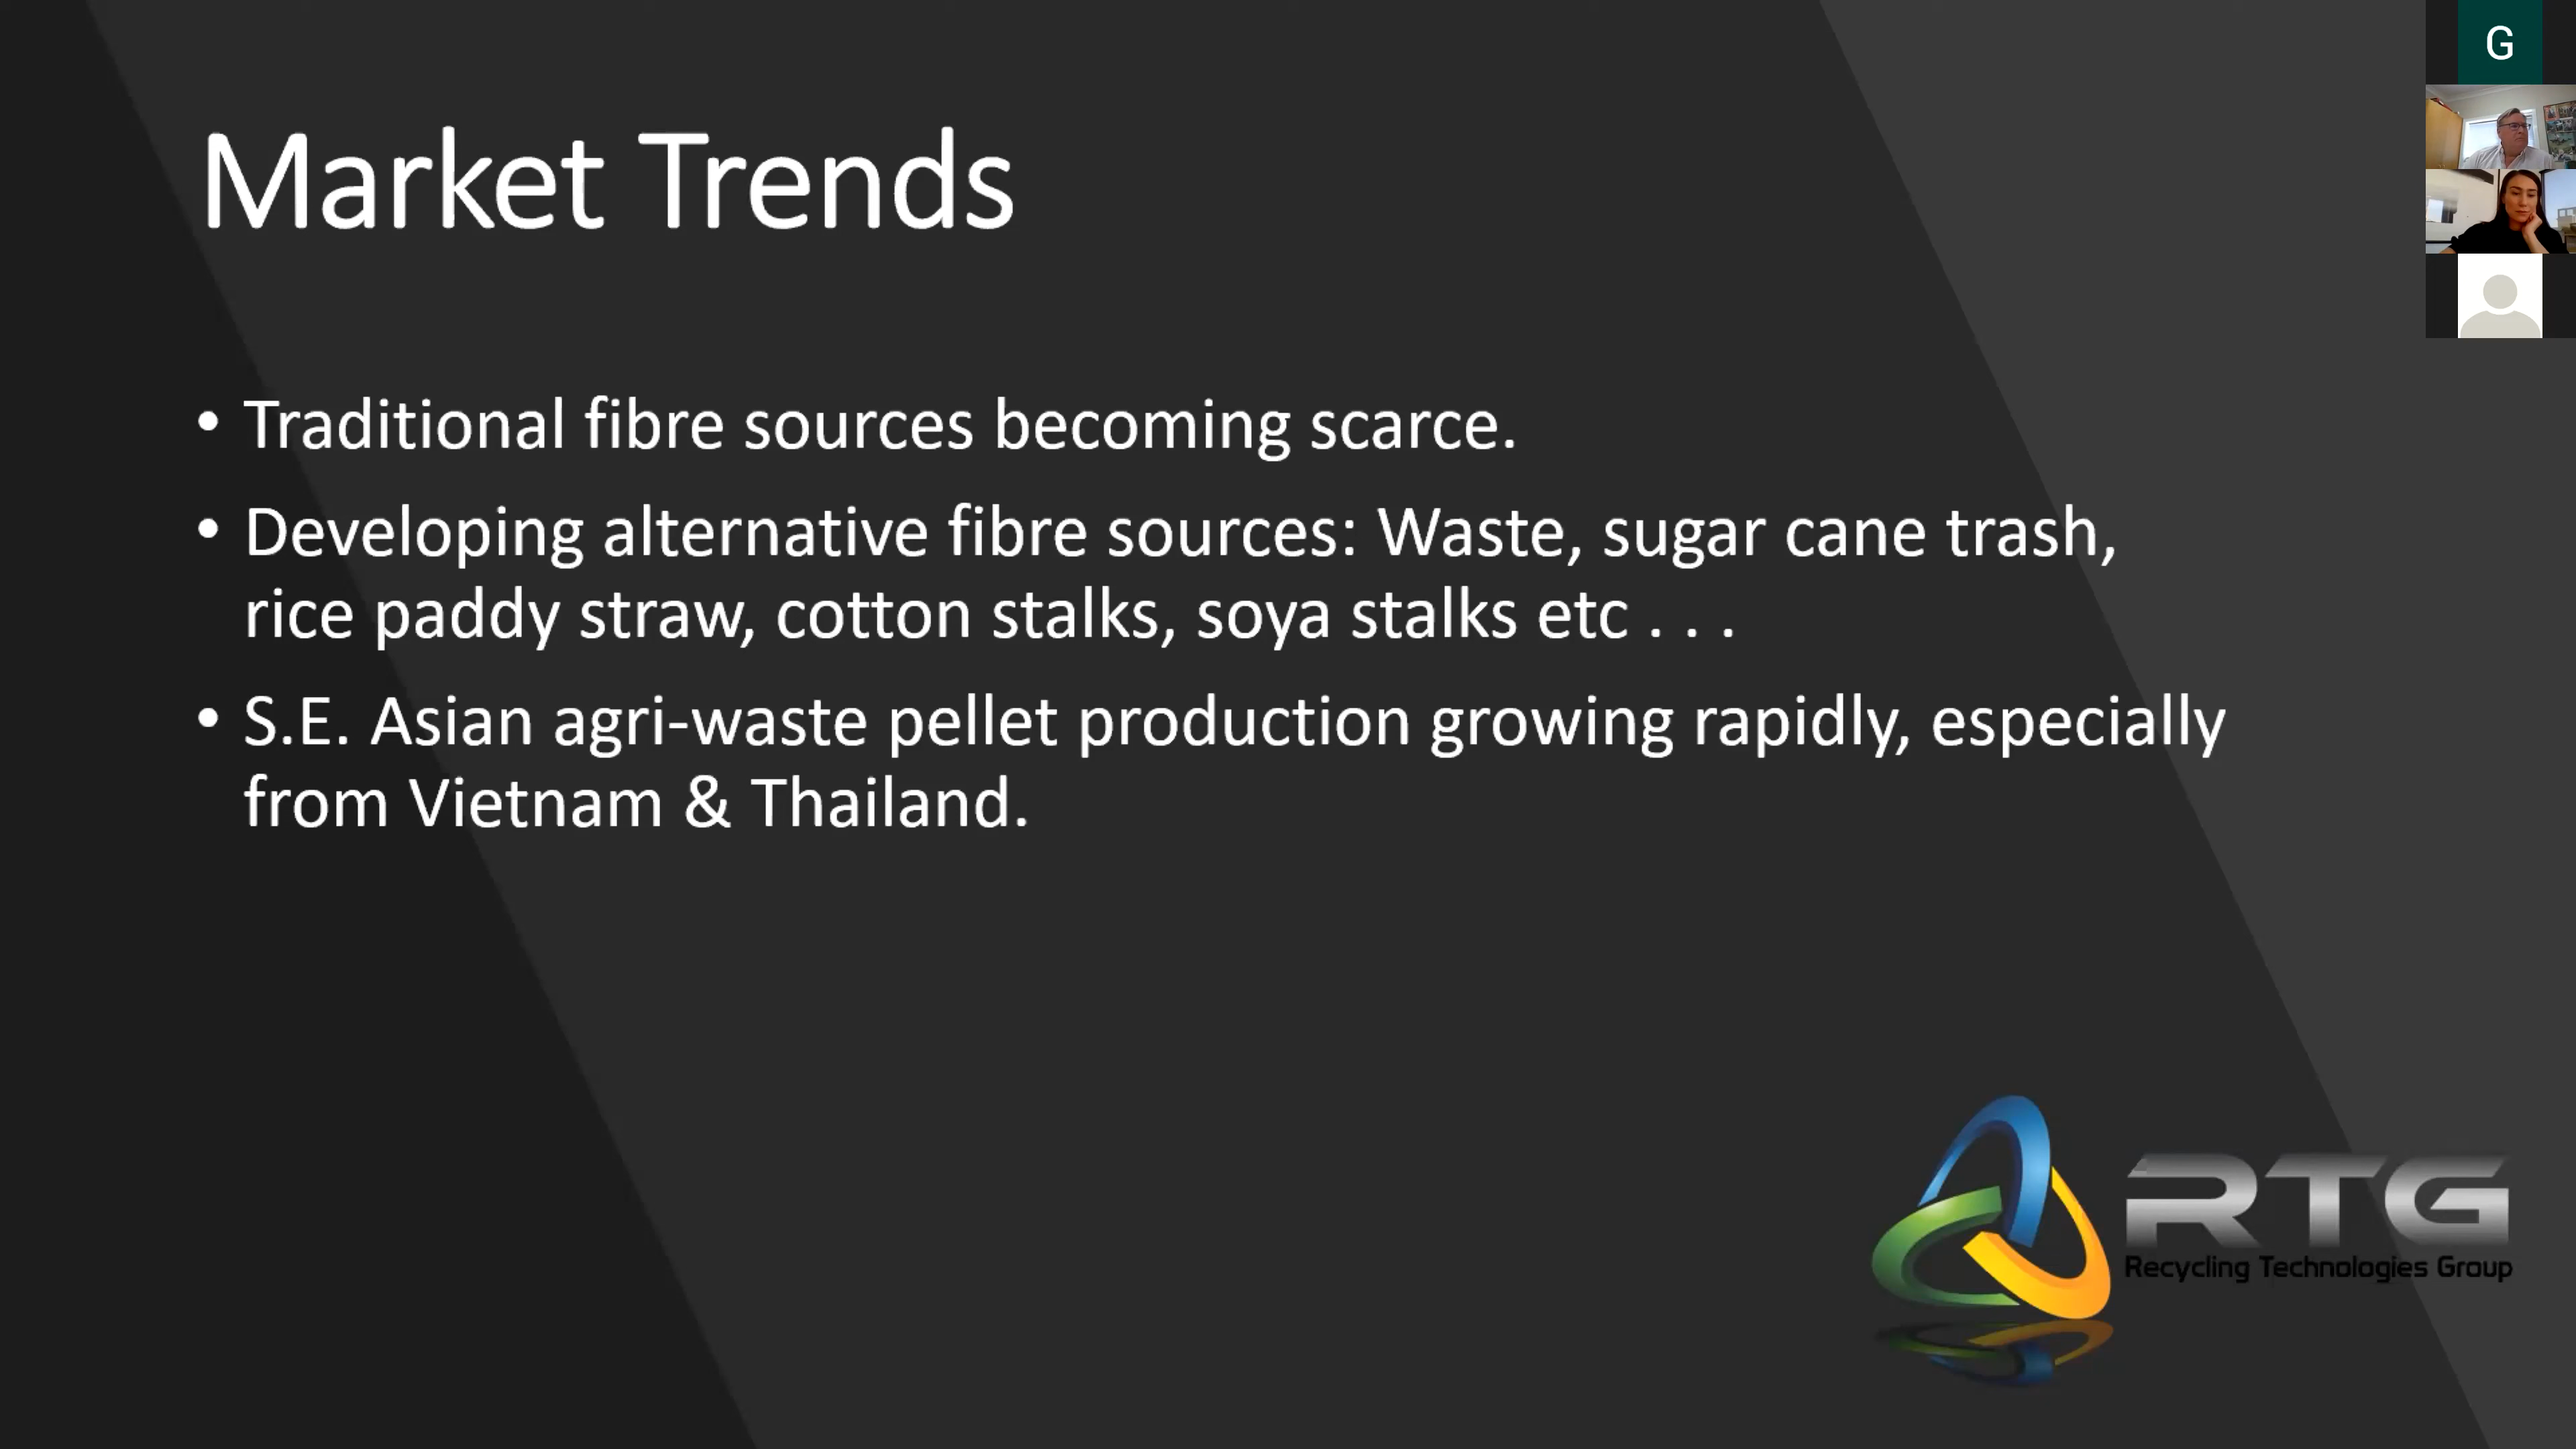 G
Market Trends
• Traditional fibre sources becoming scarce.
• Developing alternative fibre sources: Waste, sugar cane trash,
rice paddy straw, cotton stalks, soya stalks etc . . .
• S.E. Asian agri-waste pellet production growing rapidly, especially
from Vietnam & Thailand.
RTG
Recycling Technologies Group